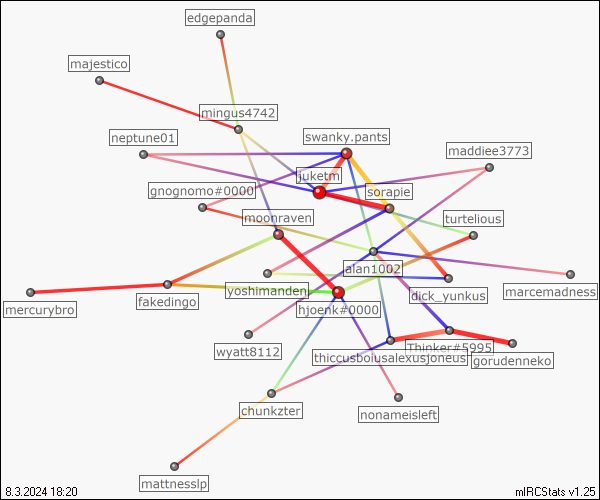 edgepanda
majestico
mingus4742
neptune01
swanky.pants
maddiee3773
juketm
gnognomo#0000
sorapie
moonraven
turtelious
alan1002
yoshimanden
dick_yunkus
marcemadness
mercurybro
fakedingo
hjoenk#0000
wyatt8112
Thinker#5995
thiccusboiusalexusjoneus
gorudenneko
chunkzter
nonameisleft
mattnesslp
8.3.2024 18:20
mIRCStats v1.25